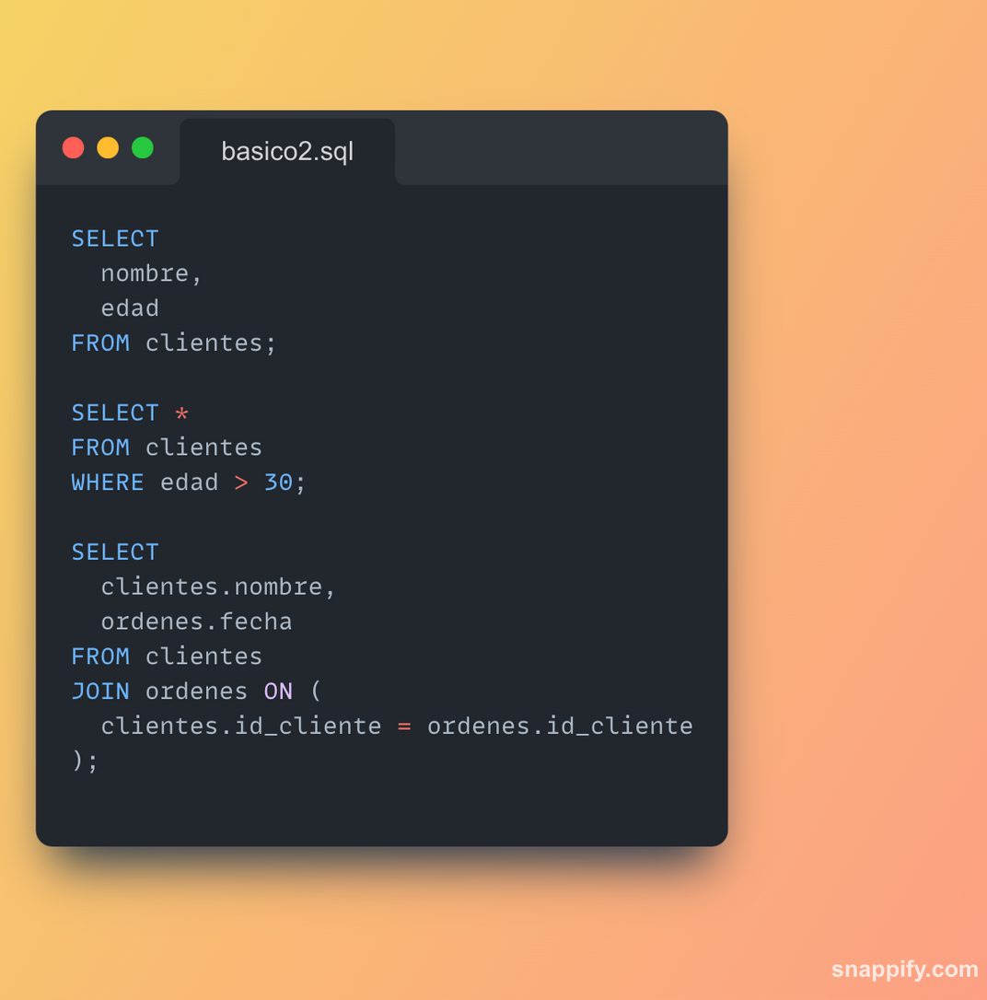 basico2.sql
SELECT
  nombre,
  edad
FROM clientes;

SELECT *
FROM clientes
WHERE edad > 30;

SELECT
  clientes.nombre,
  ordenes.fecha
FROM clientes
JOIN ordenes ON (
  clientes.id_cliente = ordenes.id_cliente
);
snappify.com